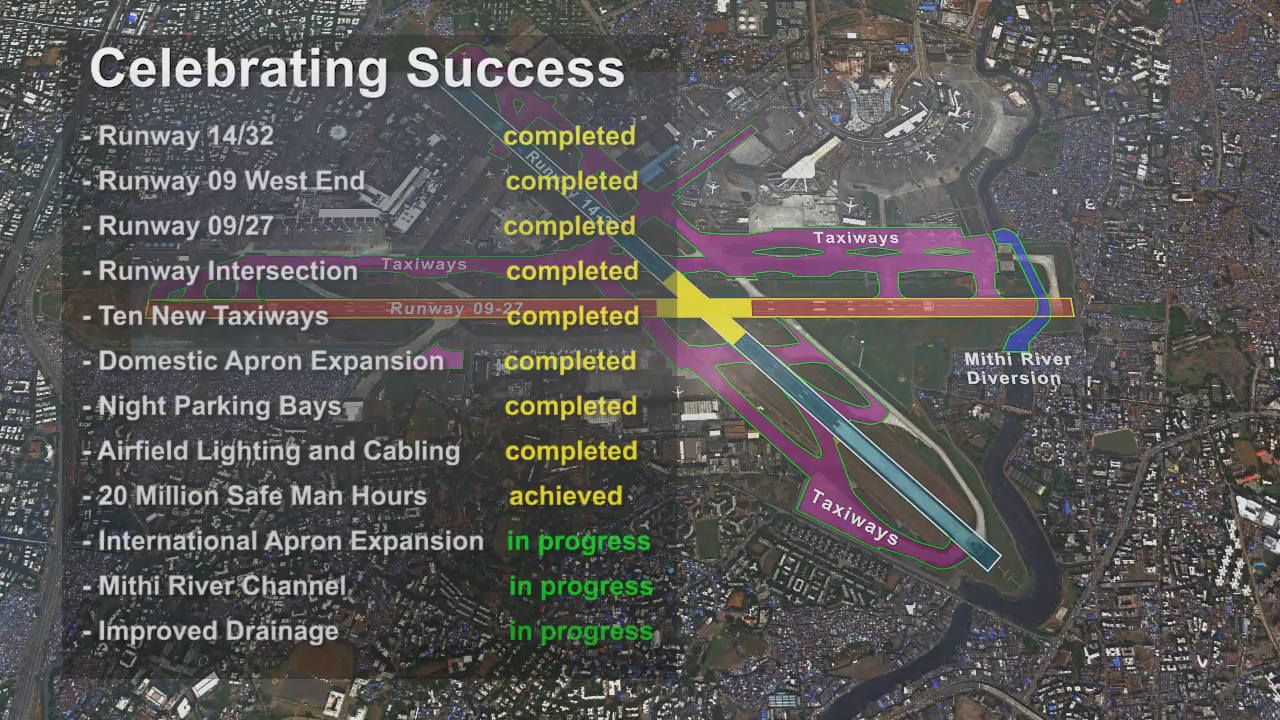 Celebrating Success
- Runway 14/32 completed
- Runway 09 West End completed
- Runway 09/27 completed
- Runway Intersection completed
- Ten New Taxiways completed
- Domestic Apron Expansion completed
- Night Parking Bays completed
- Airfield Lighting and Cabling completed
- 20 Million Safe Man Hours achieved
- International Apron Expansion in progress
- Mithi River Channel in progress
- Improved Drainage in progress
Taxiways
Taxiways
Runway 09-27
Mithi River
Diversion
Taxiways